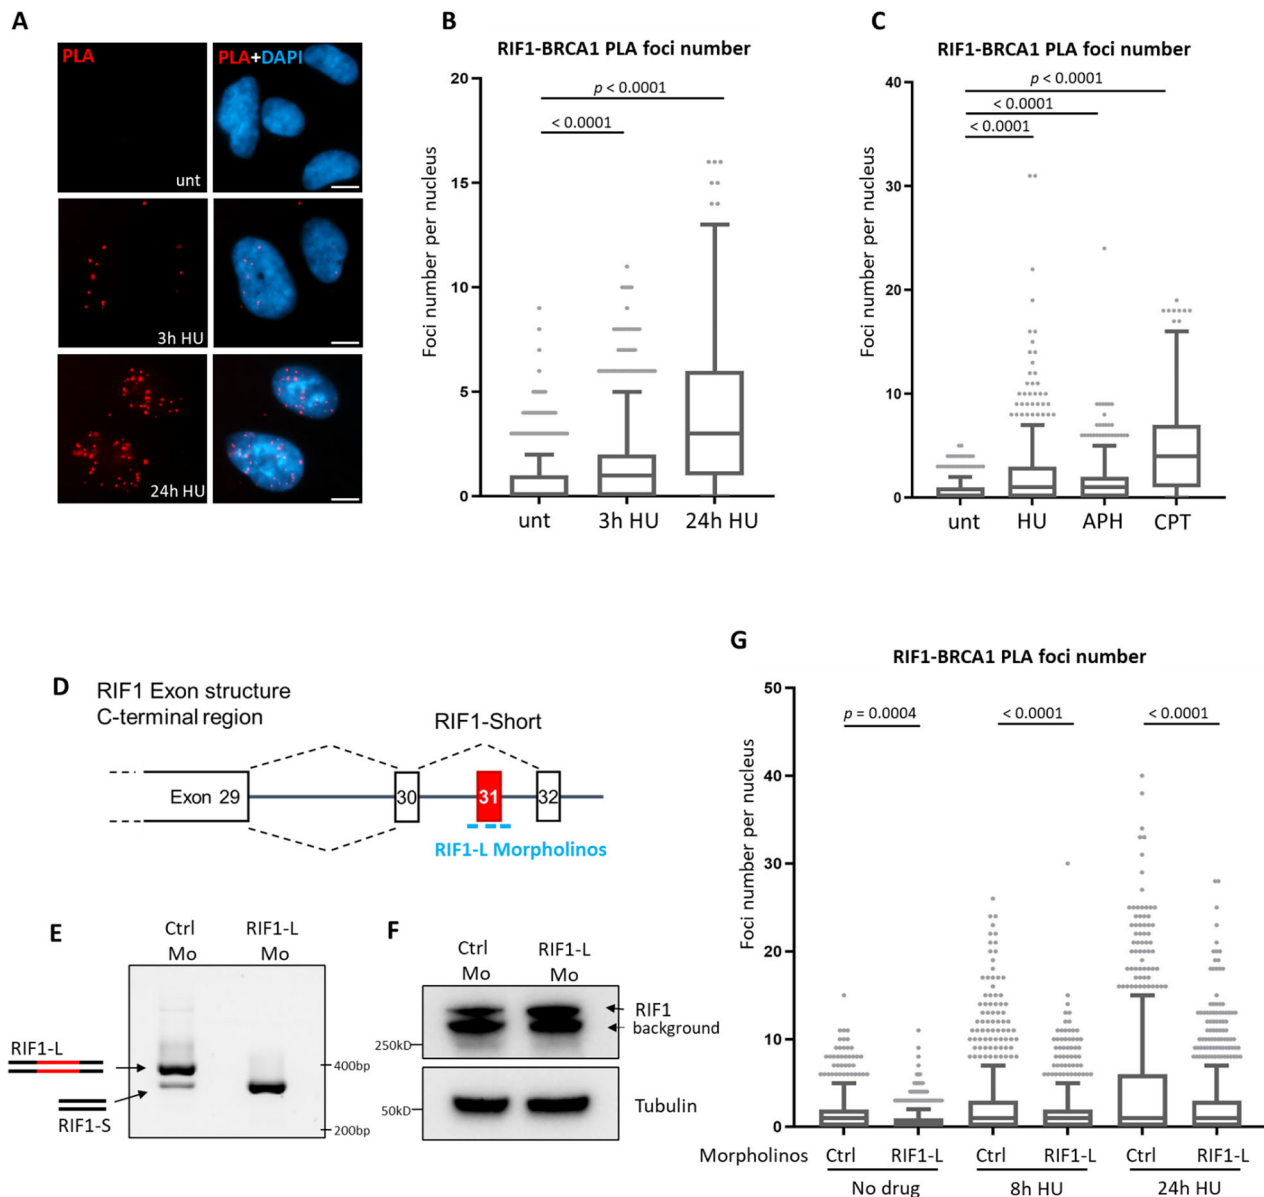 A
PLA
PLA+DAPI
unt
3h HU
24h HU
B
RIF1-BRCA1 PLA foci number
Foci number per nucleus
20
15
10
5
0
p < 0.0001
< 0.0001
unt
3h HU
24h HU
C
RIF1-BRCA1 PLA foci number
Foci number per nucleus
40
30
20
10
0
p < 0.0001
< 0.0001
< 0.0001
unt
HU
APH
CPT
D
RIF1 Exon structure
C-terminal region
RIF1-Short
Exon 29
30
31
32
RIF1-L Morpholinos
E
Ctrl
Mo
RIF1-L
Mo
RIF1-L
RIF1-S
400bp
200bp
F
Ctrl
Mo
RIF1-L
Mo
RIF1
background
250kD
50kD
Tubulin
G
RIF1-BRCA1 PLA foci number
Foci number per nucleus
50
40
30
20
10
0
p = 0.0004
< 0.0001
< 0.0001
Morpholinos
Ctrl
RIF1-L
Ctrl
RIF1-L
Ctrl
RIF1-L
No drug
8h HU
24h HU